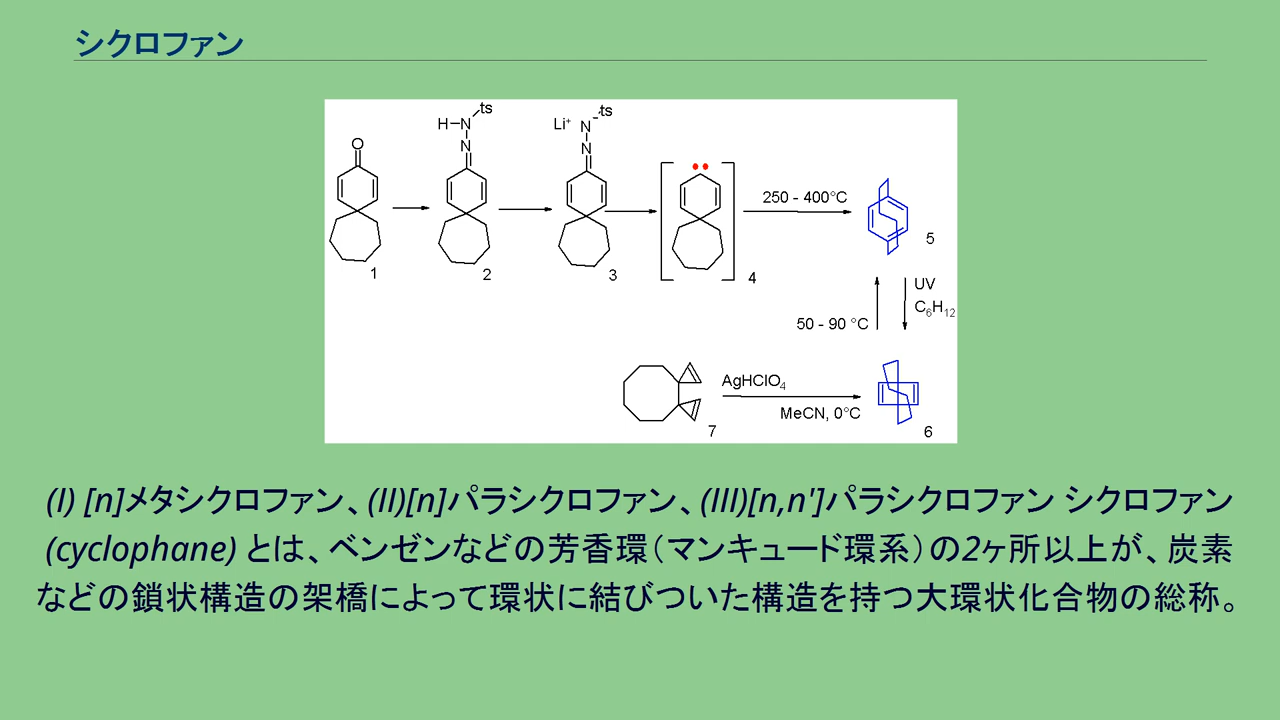 シクロファン
O
1
H-N
ts
N
2
Li⁺
N⁻
ts
N
3
4
250 - 400°C
5
UV
C₆H₁₂
50 - 90 °C
7
AgHClO₄
MeCN, 0°C
6
(I) [n]メタシクロファン、(II)[n]パラシクロファン、(III)[n,n']パラシクロファン シクロファン
(cyclophane) とは、ベンゼンなどの芳香環（マンキュード環系）の2ヶ所以上が、炭素
などの鎖状構造の架橋によって環状に結びついた構造を持つ大環状化合物の総称。